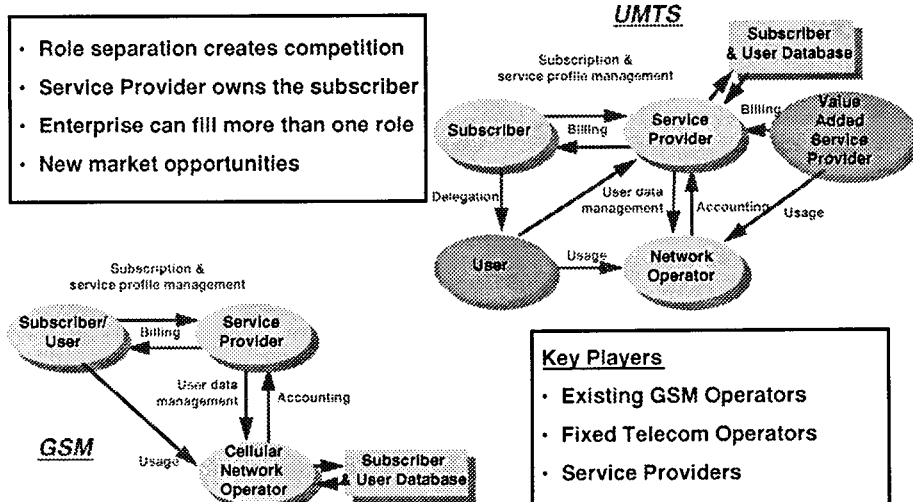 · Role separation creates competition
· Service Provider owns the subscriber
· Enterprise can fill more than one role
· New market opportunities
UMTS
Subscriber
& User Database
Subscription &
service profile management
Subscriber
Billing
Service
Provider
Billing
Value
Added
Service
Provider
Delegation
User data
management
Accounting
Usage
User
Usage
Network
Operator
Subscription &
service profile management
Subscriber/
User
Billing
Service
Provider
User data
management
Accounting
GSM
Usage
Cellular
Network
Operator
Subscriber
& User Database
Key Players
· Existing GSM Operators
· Fixed Telecom Operators
· Service Providers